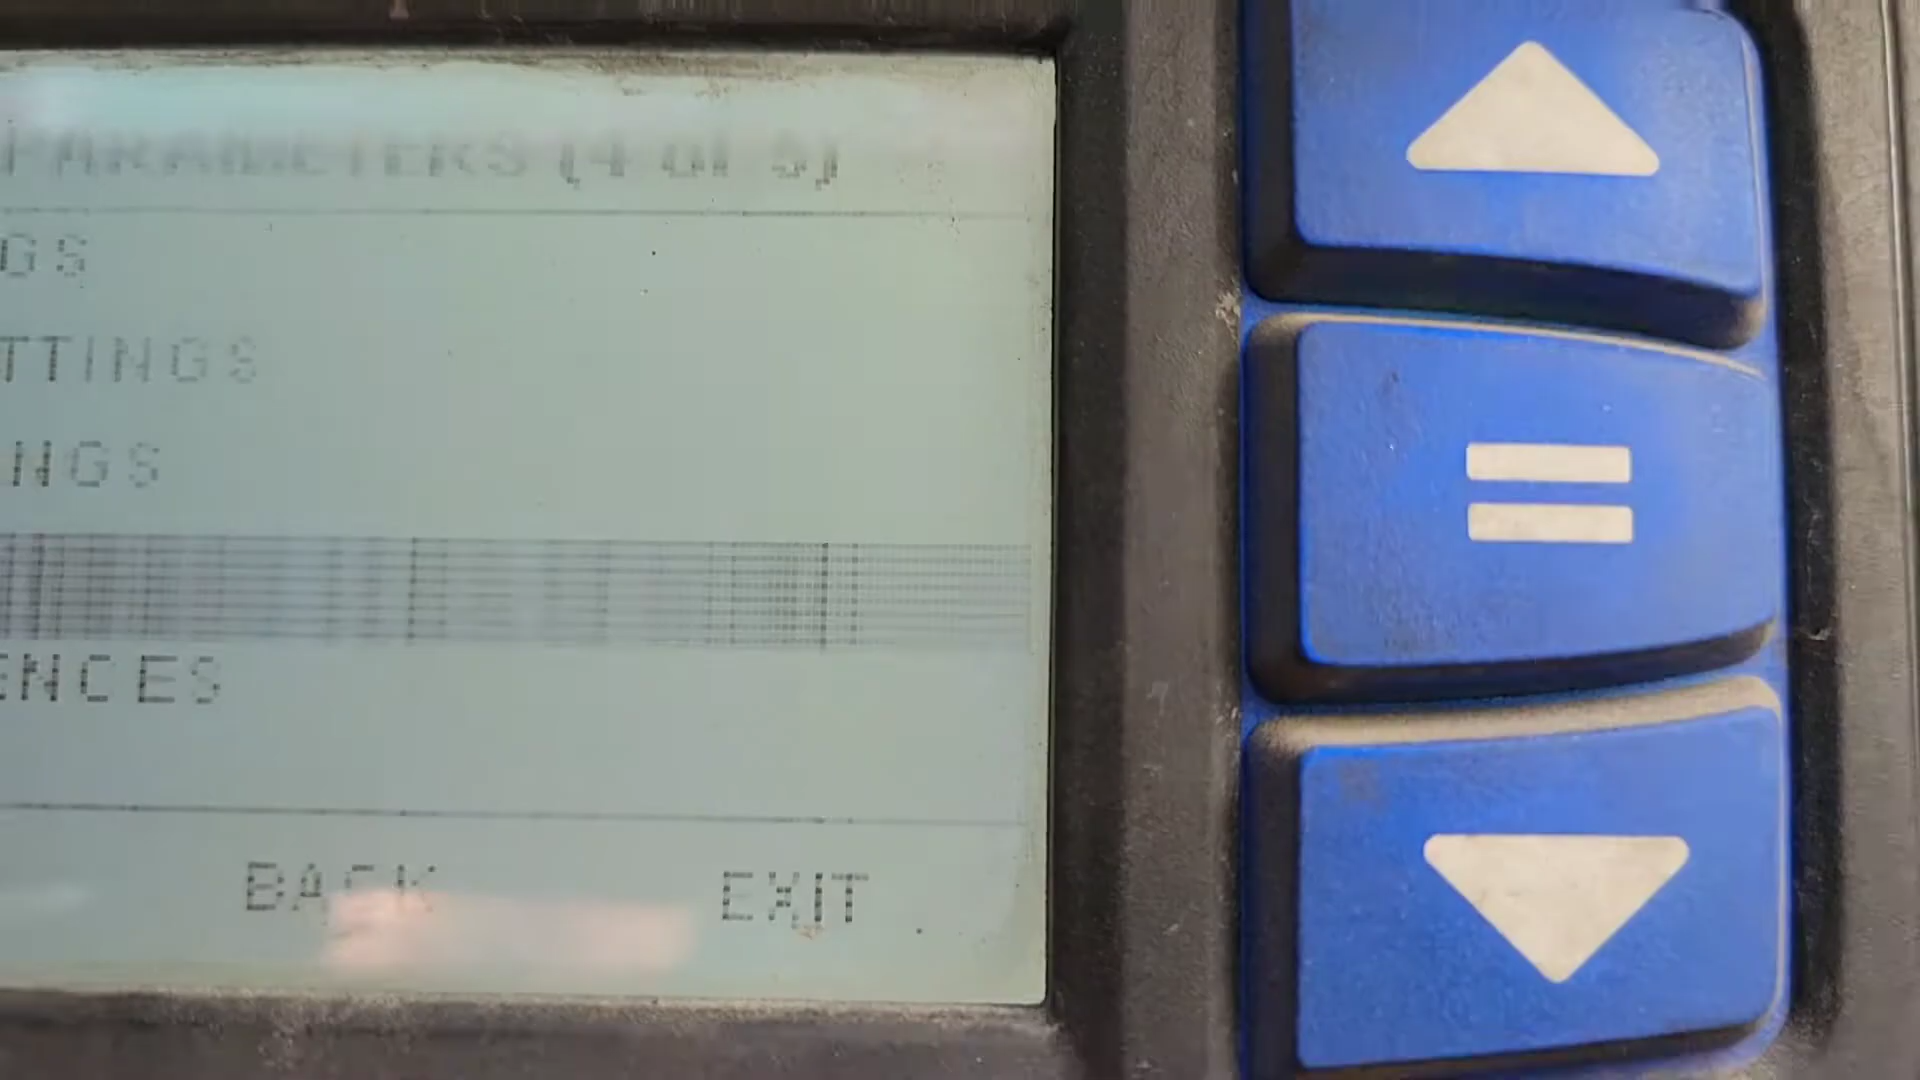 PARAMETERS (4 of 5)
GS
TTINGS
NGS
ENCES
BACK EXIT